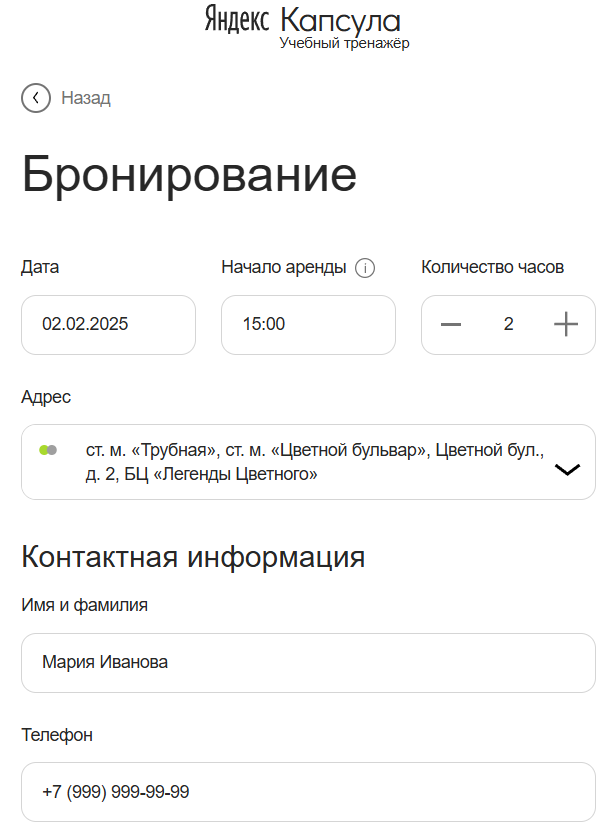 Яндекс Капсула
Учебный тренажёр
Назад
Бронирование
Дата
Начало аренды
Количество часов
02.02.2025
15:00
2
Адрес
ст. м. «Трубная», ст. м. «Цветной бульвар», Цветной бул.,
д. 2, БЦ «Легенды Цветного»
Контактная информация
Имя и фамилия
Мария Иванова
Телефон
+7 (999) 999-99-99